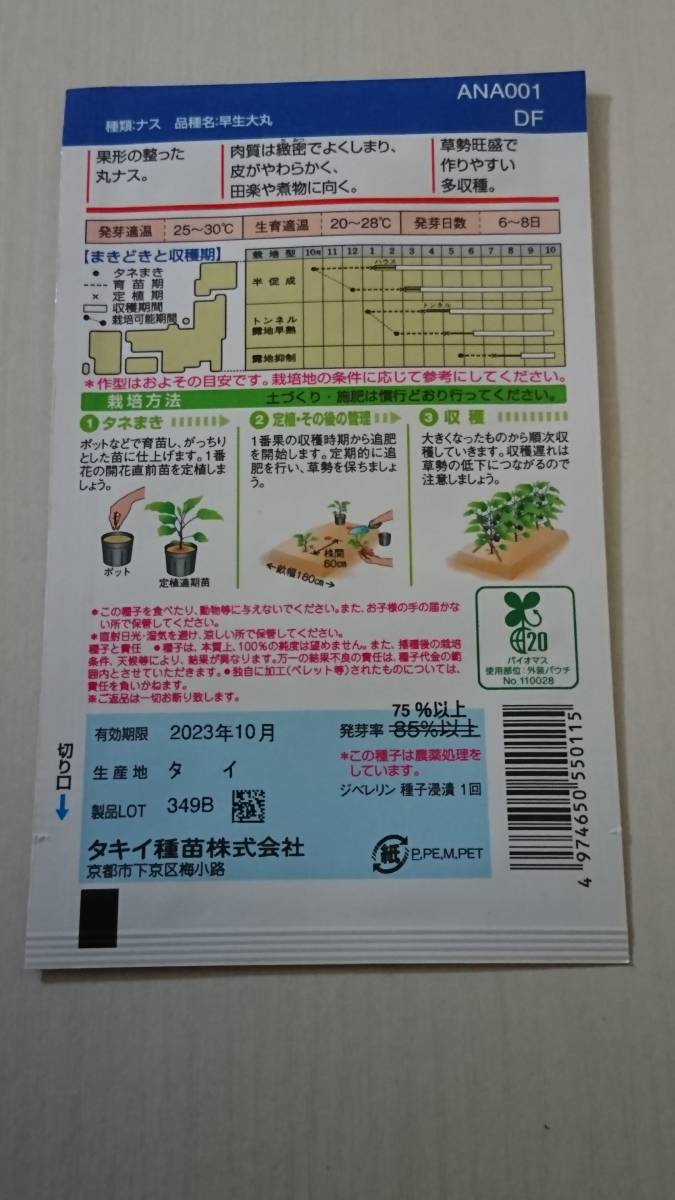 ANA001
DF
種類:ナス 品種名:早生大丸
果形の整った
丸ナス。
肉質は緻密でよくしまり、
皮がやわらかく、
田楽や煮物に向く。
草勢旺盛で
作りやすい
多収種。
発芽適温 25～30℃ 生育適温 20～28℃ 発芽日数 6～8日
【まきどきと収穫期】
● タネまき
---- 育苗期
× 定植期
収穫期間
栽培可能期間
栽培型 10月 11 12 1 2 3 4 5 6 7 8 9 10
ハウス
半促成
トンネル
トンネル
露地早熟
露地抑制
＊作型はおよその目安です。栽培地の条件に応じて参考にしてください。
栽培方法 土づくり・施肥は慣行どおり行ってください。
1 タネまき
ポットなどで育苗し、がっちり
とした苗に仕上げます。1番
花の開花直前苗を定植しま
しょう。
ポット
定植適期苗
2 定植・その後の管理
1番果の収穫時期から追肥
を開始します。定期的に追
肥を行い、草勢を保ちましょ
う。
株間
60㎝
畝幅180㎝
3 収穫
大きくなったものから順次収
穫していきます。収穫遅れは
草勢の低下につながるので
注意しましょう。
●この種子を食べたり、動物等に与えないでください。また、お子様の手の届かな
い所で保管してください。
＊直射日光・湿気を避け、涼しい所で保管してください。
種子と責任 ●種子は、本質上、100％の純度は望めません。また、播種後の栽培
条件、天候等により、結果が異なります。万一の結果不良の責任は、種子代金の範
囲内とさせていただきます。●独自に加工(ペレット等)されたものについては、
責任を負いかねます。
＊ご返品は一切お断り致します。
20
バイオマス
使用部位:外装パウチ
No.110028
口り切
有効期限 2023年10月
生産地 タイ
製品LOT 349B
75％以上
発芽率 85％以上
＊この種子は農薬処理を
しています。
ジベレリン 種子浸漬 1回
タキイ種苗株式会社
京都市下京区梅小路
紙 P,PE,M,PET
4 974650 550115